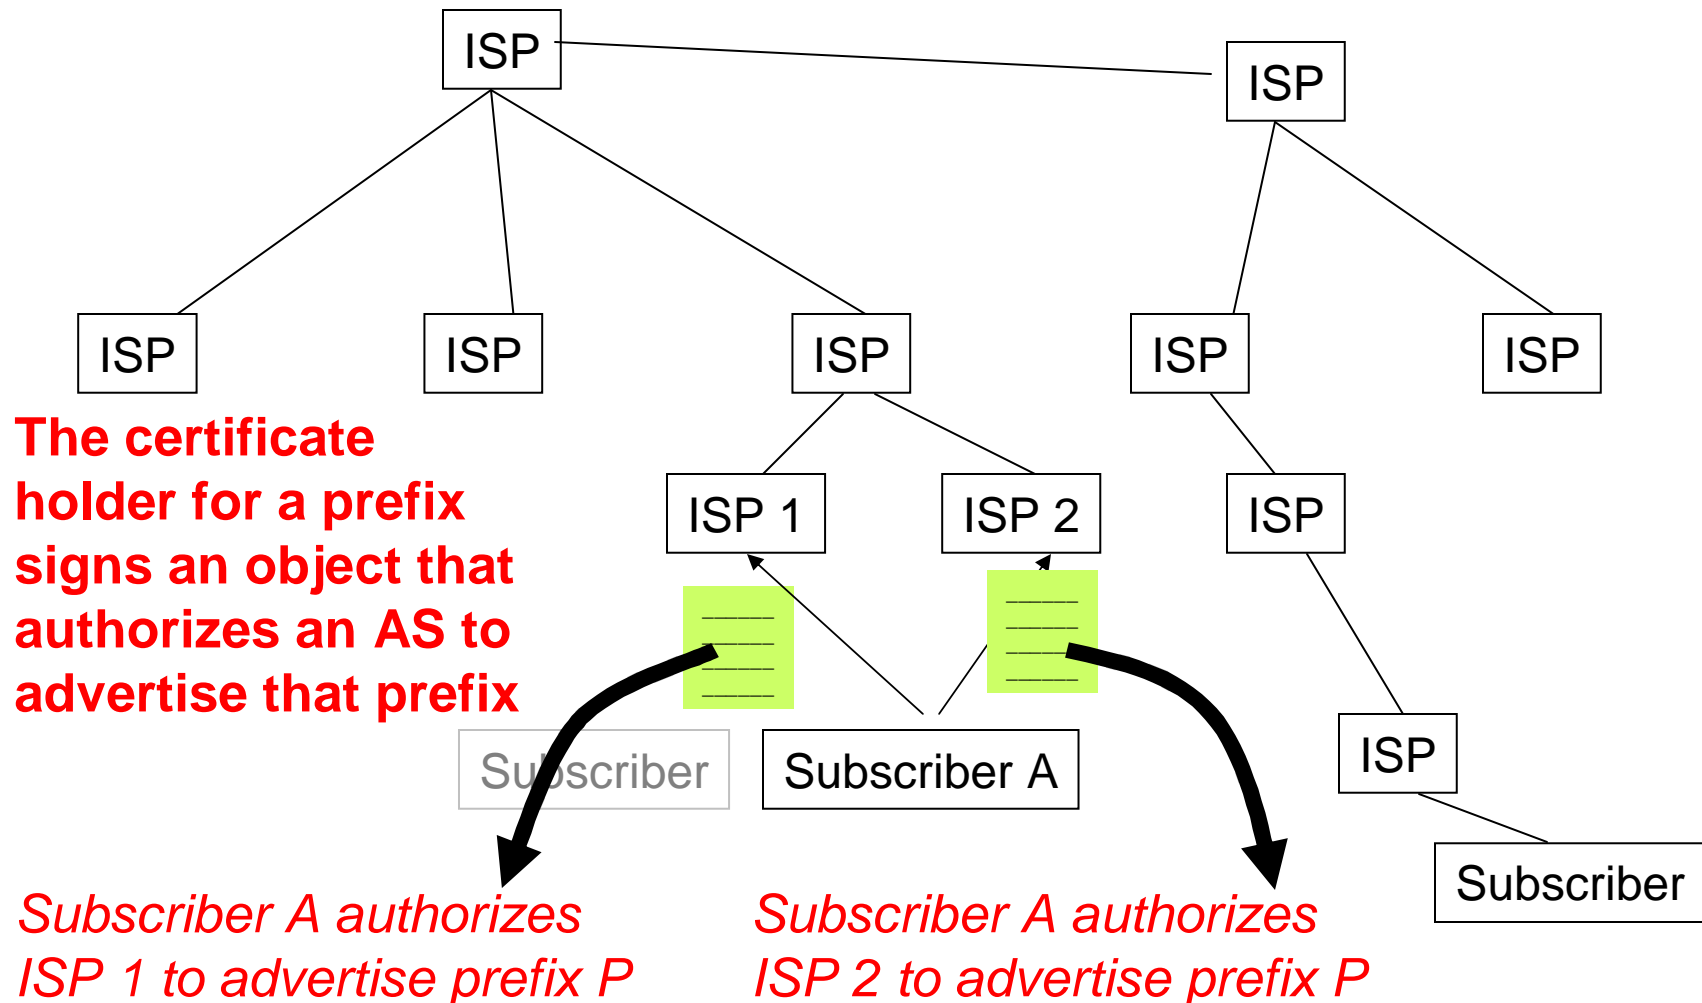 ISP
ISP
ISP
ISP
ISP
ISP
ISP
The certificate
holder for a prefix
signs an object that
authorizes an AS to
advertise that prefix
ISP 1
ISP 2
ISP
Subscriber
Subscriber A
ISP
Subscriber
Subscriber A authorizes
ISP 1 to advertise prefix P
Subscriber A authorizes
ISP 2 to advertise prefix P